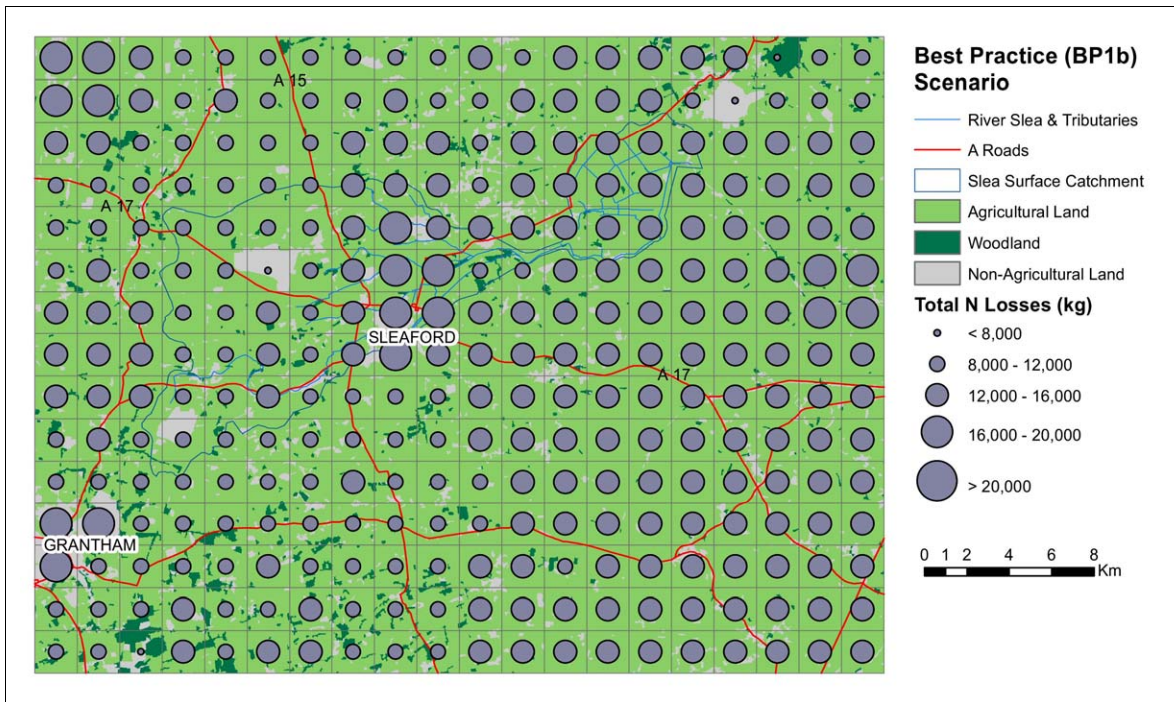 A 15
A 17
SLEAFORD
A 17
GRANTHAM
Best Practice (BP1b)
Scenario
River Slea & Tributaries
A Roads
Slea Surface Catchment
Agricultural Land
Woodland
Non-Agricultural Land
Total N Losses (kg)
< 8,000
8,000 - 12,000
12,000 - 16,000
16,000 - 20,000
> 20,000
0 1 2 4 6 8
Km